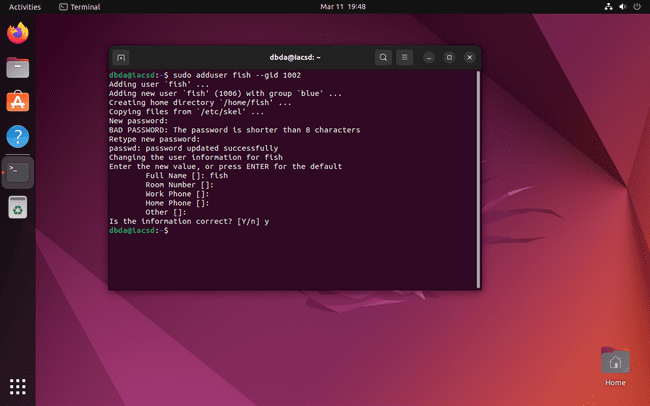 Activities
Terminal
Mar 11 19:48
dbda@iacsd: ~
dbda@iacsd:~$ sudo adduser fish --gid 1002
Adding user `fish' ...
Adding new user `fish' (1006) with group `blue' ...
Creating home directory `/home/fish' ...
Copying files from `/etc/skel' ...
New password:
BAD PASSWORD: The password is shorter than 8 characters
Retype new password:
passwd: password updated successfully
Changing the user information for fish
Enter the new value, or press ENTER for the default
Full Name []: fish
Room Number []:
Work Phone []:
Home Phone []:
Other []:
Is the information correct? [Y/n] y
dbda@iacsd:~$
Home